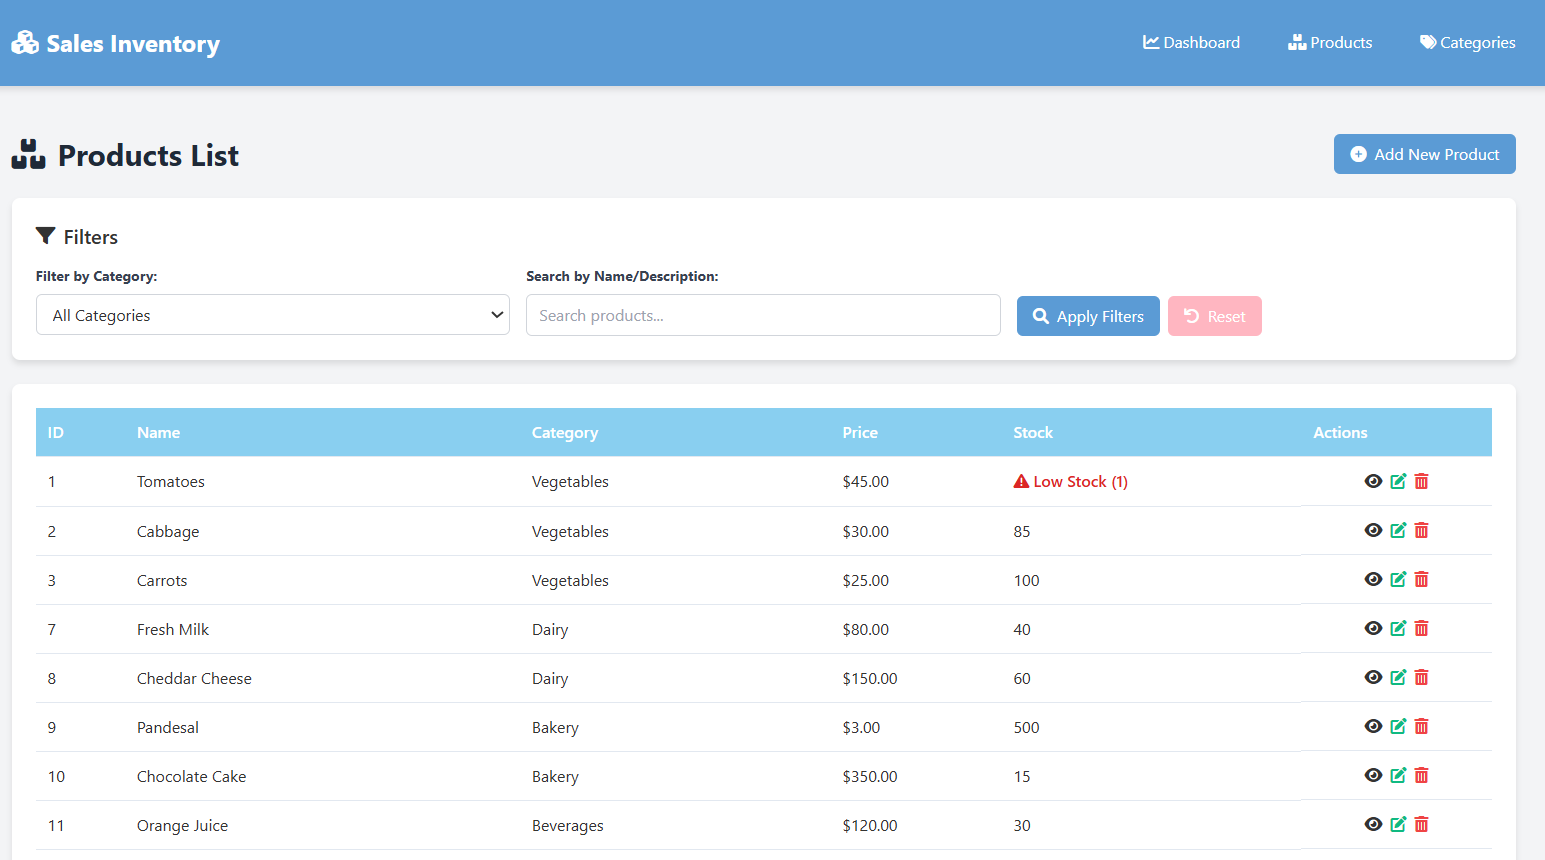 Sales Inventory
Dashboard Products Categories
Products List
Add New Product
Filters
Filter by Category:
Search by Name/Description:
All Categories
Search products...
Apply Filters
Reset
ID Name Category Price Stock Actions
1 Tomatoes Vegetables $45.00 Low Stock (1)
2 Cabbage Vegetables $30.00 85
3 Carrots Vegetables $25.00 100
7 Fresh Milk Dairy $80.00 40
8 Cheddar Cheese Dairy $150.00 60
9 Pandesal Bakery $3.00 500
10 Chocolate Cake Bakery $350.00 15
11 Orange Juice Beverages $120.00 30